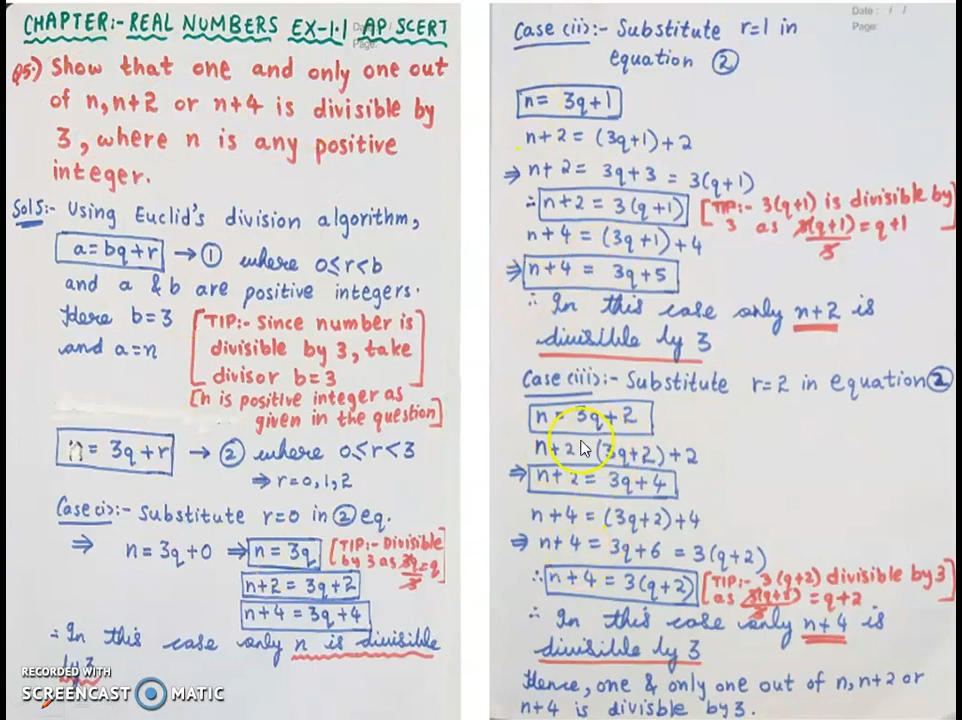 CHAPTER:- REAL NUMBERS EX-1.1 AP SCERT
Q5.) Show that one and only one out
of n, n+2 or n+4 is divisible by
3, where n is any positive
integer.
Sol5:- Using Euclid's division algorithm,
a = bq+r → ① where 0≤r<b
and a & b are positive integers.
Here b=3
and a=n
[TIP:- Since number is
divisible by 3, take
divisor b=3]
[n is positive integer as
given in the question]
n = 3q+r → ② where 0≤r<3
⇒ r=0,1,2
Case (i):- Substitute r=0 in ② eq.
⇒ n = 3q+0 ⇒ n = 3q [TIP:- Divisible
by 3 as 3q/3=q]
n+2 = 3q+2
n+4 = 3q+4
∴ In this case only n is divisible
by 3
RECORDED WITH
SCREENCAST MATIC
Date: / /
Page:
Case (ii):- Substitute r=1 in
equation ②
n = 3q+1
n+2 = (3q+1)+2
⇒ n+2 = 3q+3 = 3(q+1)
∴ n+2 = 3(q+1) [TIP:- 3(q+1) is divisible by
3 as 3(q+1)/3 = q+1]
n+4 = (3q+1)+4
⇒ n+4 = 3q+5
∴ In this case only n+2 is
divisible by 3
Case (iii):- Substitute r=2 in equation ②
n = 3q+2
n+2 = (3q+2)+2
⇒ n+2 = 3q+4
n+4 = (3q+2)+4
⇒ n+4 = 3q+6 = 3(q+2)
∴ n+4 = 3(q+2) [TIP:- 3(q+2) divisible by 3
as 3(q+2)/3 = q+2.]
∴ In this case only n+4 is
divisible by 3
Hence, one & only one out of n, n+2 or
n+4 is divisble by 3.